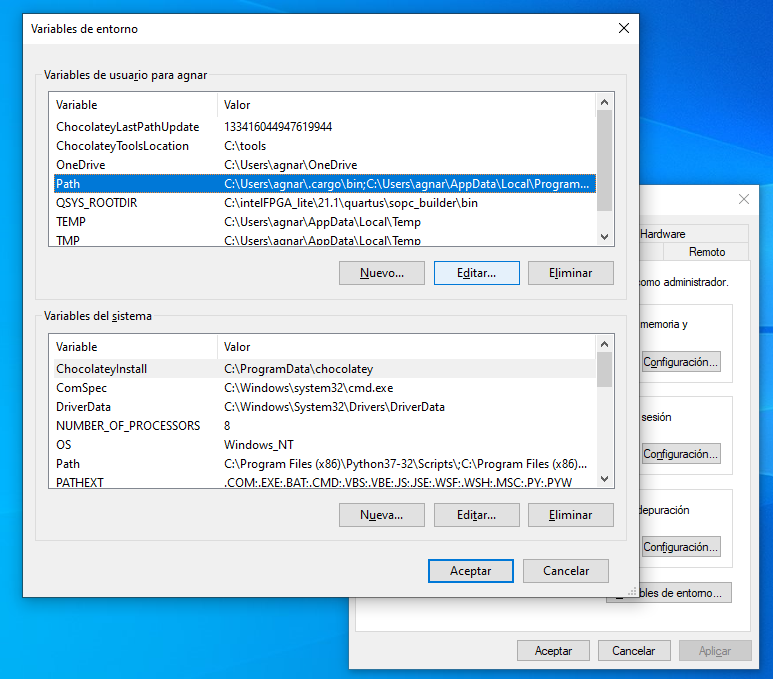 Variables de entorno
Variables de usuario para agnar
Variable Valor
ChocolateyLastPathUpdate 133416044947619944
ChocolateyToolsLocation C:\tools
OneDrive C:\Users\agnar\OneDrive
Path C:\Users\agnar\.cargo\bin;C:\Users\agnar\AppData\Local\Program...
QSYS_ROOTDIR C:\intelFPGA_lite\21.1\quartus\sopc_builder\bin
TEMP C:\Users\agnar\AppData\Local\Temp
TMP C:\Users\agnar\AppData\Local\Temp
Nuevo... Editar... Eliminar
Variables del sistema
Variable Valor
ChocolateyInstall C:\ProgramData\chocolatey
ComSpec C:\Windows\system32\cmd.exe
DriverData C:\Windows\System32\Drivers\DriverData
NUMBER_OF_PROCESSORS 8
OS Windows_NT
Path C:\Program Files (x86)\Python37-32\Scripts\;C:\Program Files (x86)...
PATHEXT .COM;.EXE;.BAT;.CMD;.VBS;.VBE;.JS;.JSE;.WSF;.WSH;.MSC;.PY;.PYW
Nueva... Editar... Eliminar
Aceptar Cancelar
Hardware
Remoto
como administrador.
memoria y
Configuración...
sesión
Configuración...
depuración
Configuración...
bles de entorno...
Aceptar Cancelar Aplicar